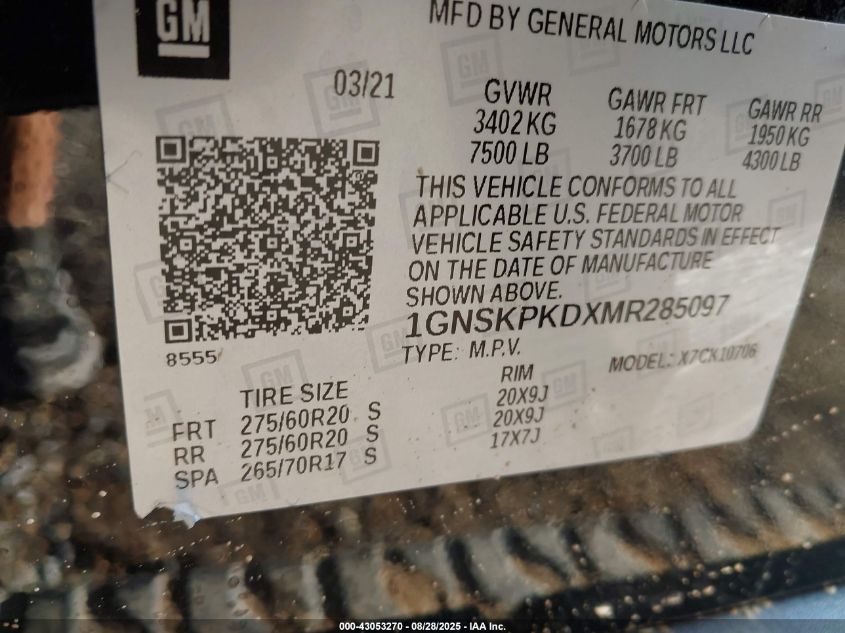 GM
MFD BY GENERAL MOTORS LLC
03/21
GVWR
3402 KG
7500 LB
GAWR FRT
1678 KG
3700 LB
GAWR RR
1950 KG
4300 LB
THIS VEHICLE CONFORMS TO ALL
APPLICABLE U.S. FEDERAL MOTOR
VEHICLE SAFETY STANDARDS IN EFFECT
ON THE DATE OF MANUFACTURE
SHOWN ABOVE.
1GNSKPKDXMR285097
TYPE: M.P.V.
MODEL: X7CK10706
8555
TIRE SIZE
RIM
FRT 275/60R20 S 20X9J
RR 275/60R20 S 20X9J
SPA 265/70R17 S 17X7J
000-43053270 - 08/28/2025 - IAA Inc.